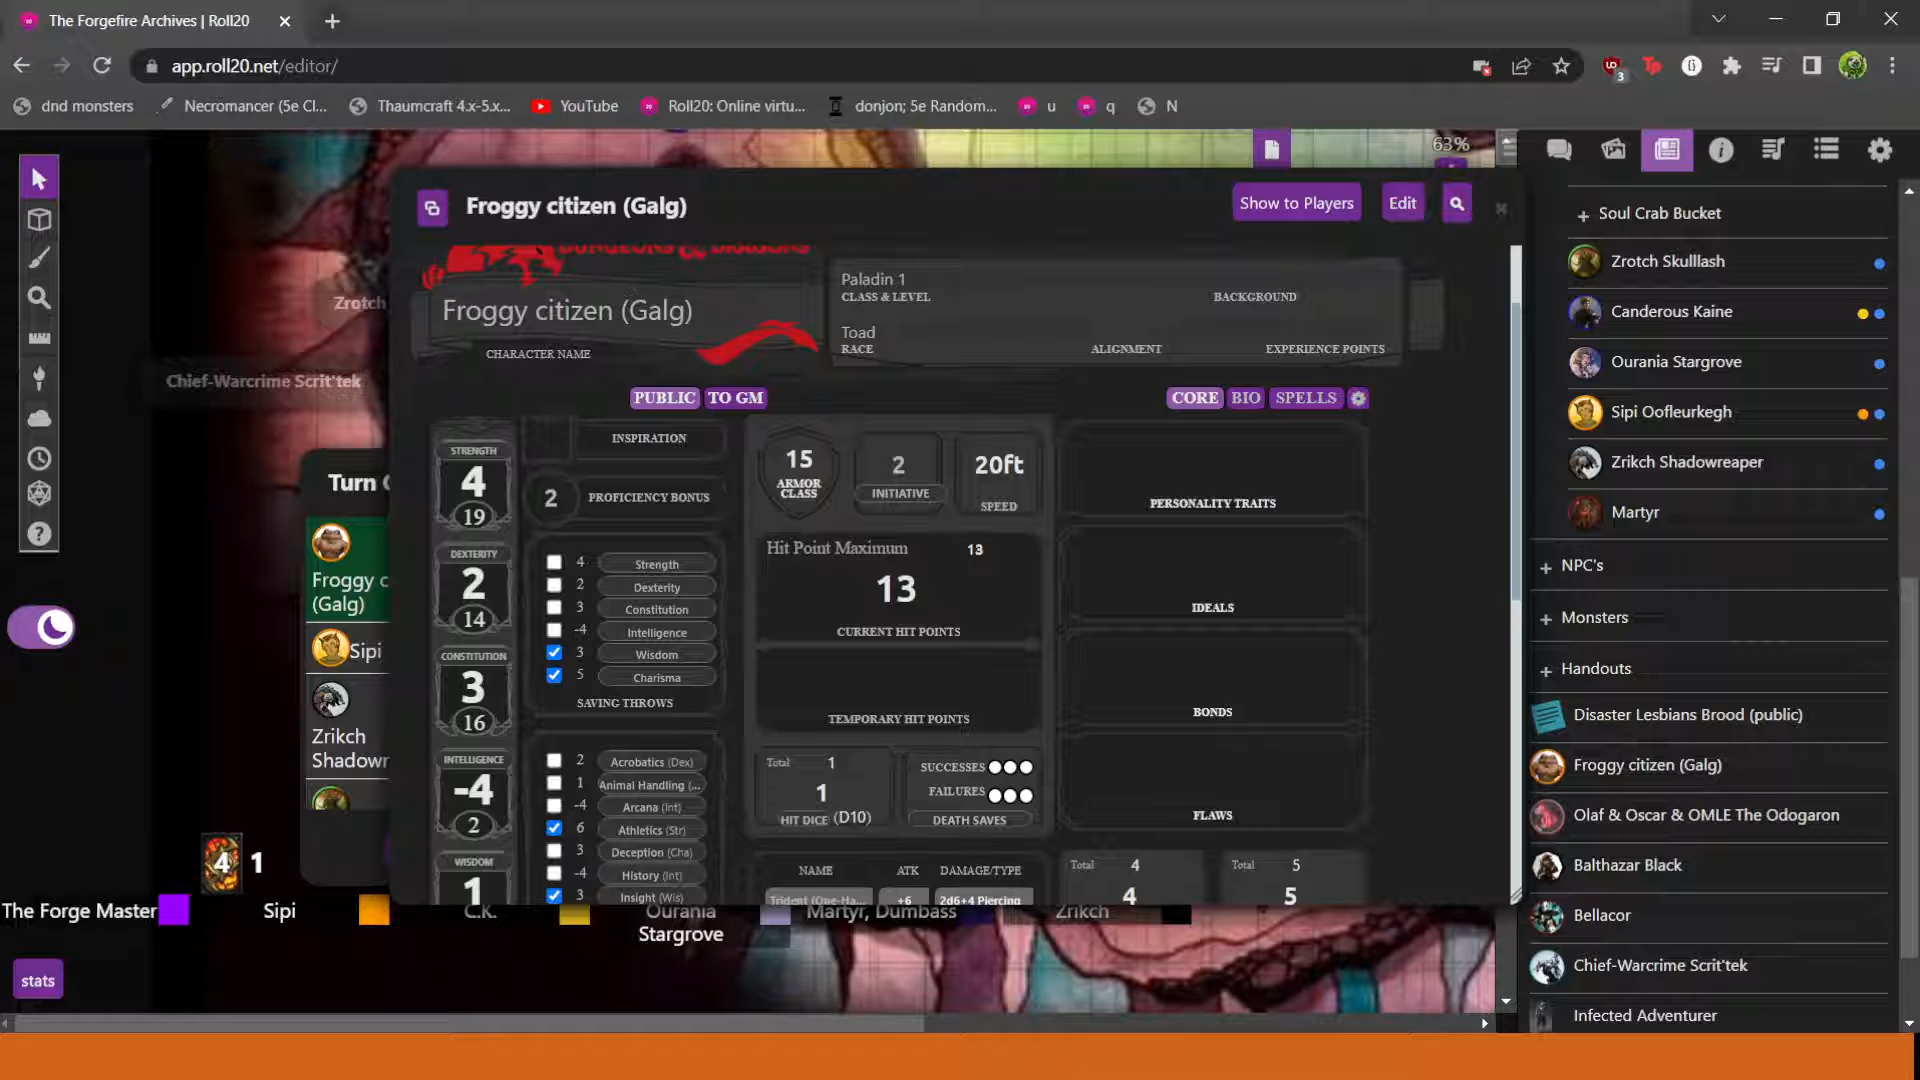 The Forgefire Archives | Roll20
app.roll20.net/editor/
3
dnd monsters
Necromancer (5e Cl...
Thaumcraft 4.x-5.x...
YouTube
Roll20: Online virtu...
donjon; 5e Random...
u
q
N
63%
Froggy citizen (Galg)
Show to Players
Edit
DUNGEONS & DRAGONS
Froggy citizen (Galg)
CHARACTER NAME
Paladin 1
CLASS & LEVEL
BACKGROUND
Toad
RACE
ALIGNMENT
EXPERIENCE POINTS
PUBLIC
TO GM
CORE
BIO
SPELLS
STRENGTH
4
19
DEXTERITY
2
14
CONSTITUTION
3
16
INTELLIGENCE
-4
2
WISDOM
1
INSPIRATION
2
PROFICIENCY BONUS
4 Strength
2 Dexterity
3 Constitution
-4 Intelligence
3 Wisdom
5 Charisma
SAVING THROWS
2 Acrobatics (Dex)
1 Animal Handling (...
-4 Arcana (Int)
6 Athletics (Str)
3 Deception (Cha)
-4 History (Int)
3 Insight (Wis)
15
ARMOR
CLASS
2
INITIATIVE
20ft
SPEED
Hit Point Maximum 13
13
CURRENT HIT POINTS
TEMPORARY HIT POINTS
Total 1
1
HIT DICE (D10)
SUCCESSES
FAILURES
DEATH SAVES
NAME ATK DAMAGE/TYPE
Trident (One-Ha... +6 2d6+4 Piercing
PERSONALITY TRAITS
IDEALS
BONDS
FLAWS
Total 4
4
Total 5
5
Zrotch
Chief-Warcrime Scrit'tek
Turn
Froggy c
(Galg)
Sipi
Zrikch
Shadowr
4
1
The Forge Master
Sipi
C.K.
Ourania
Stargrove
Martyr, Dumbass
Zrikch
stats
Soul Crab Bucket
Zrotch Skulllash
Canderous Kaine
Ourania Stargrove
Sipi Oofleurkegh
Zrikch Shadowreaper
Martyr
NPC's
Monsters
Handouts
Disaster Lesbians Brood (public)
Froggy citizen (Galg)
Olaf & Oscar & OMLE The Odogaron
Balthazar Black
Bellacor
Chief-Warcrime Scrit'tek
Infected Adventurer